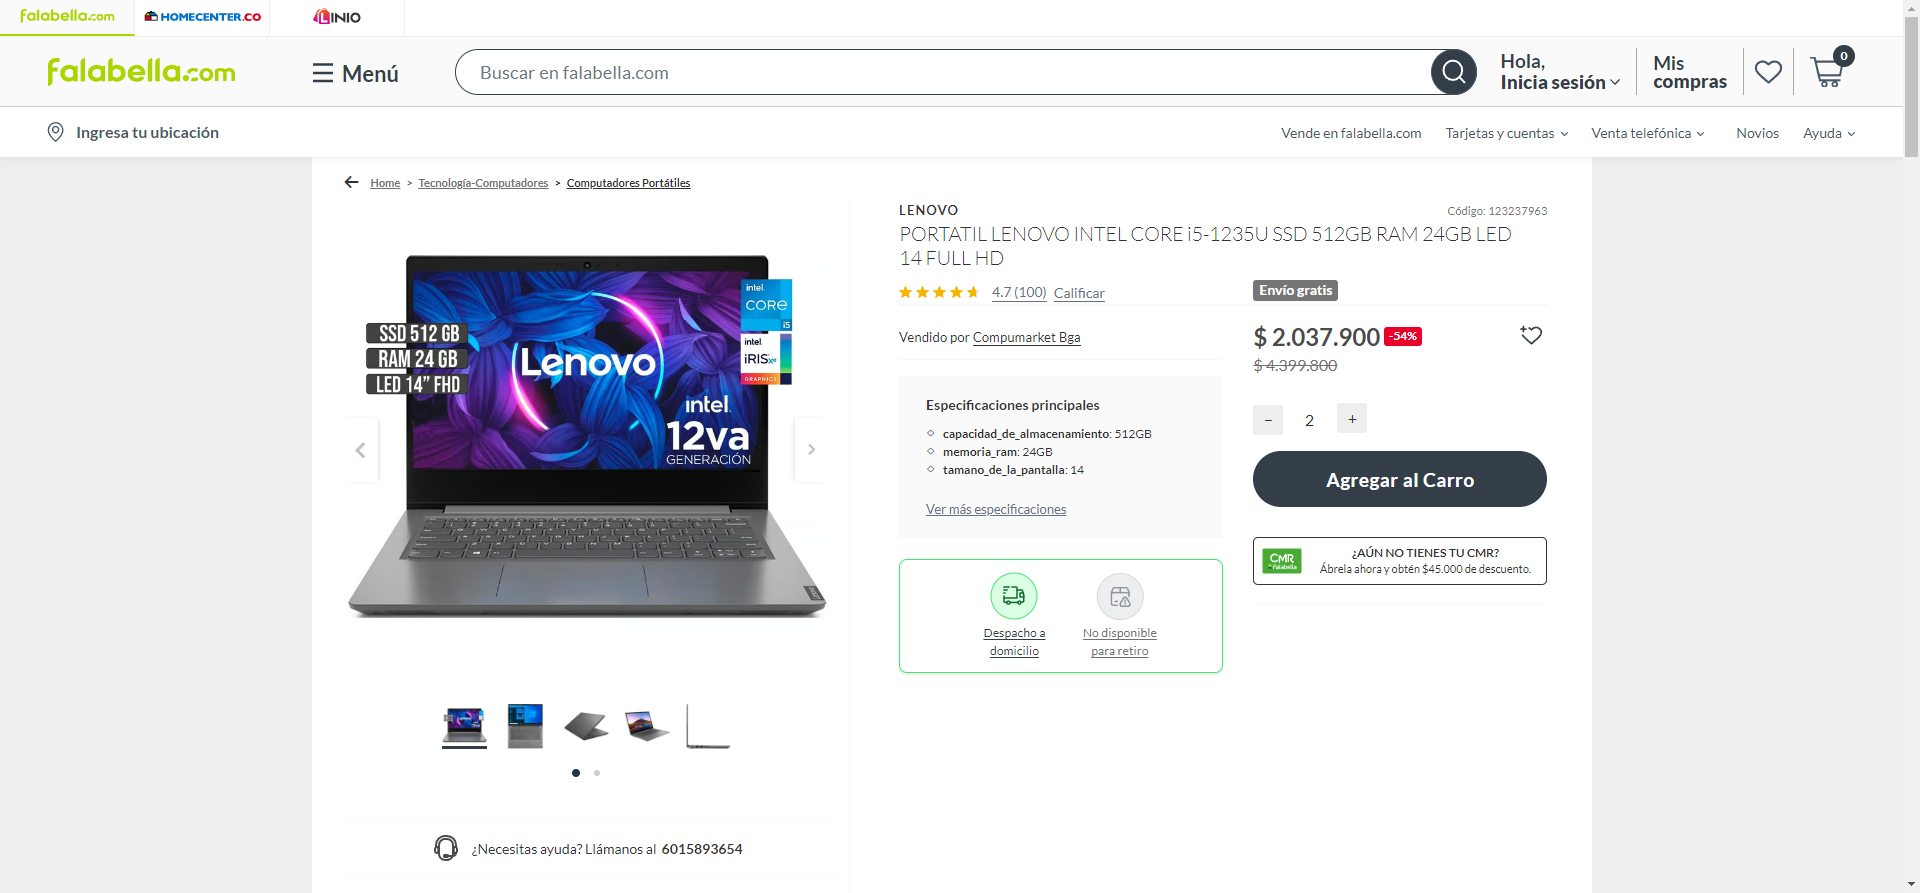 falabella.com
HOMECENTER.CO
LINIO
falabella.com
Menú
Buscar en falabella.com
Hola,
Inicia sesión
Mis
compras
0
Ingresa tu ubicación
Vende en falabella.com
Tarjetas y cuentas
Venta telefónica
Novios
Ayuda
Home > Tecnología-Computadores > Computadores Portátiles
SSD 512 GB
RAM 24 GB
LED 14” FHD
Lenovo
intel.
12va
GENERACIÓN
intel
CORE
i5
intel.
iRISxe
GRAPHICS
Lenovo
LENOVO
Código: 123237963
PORTATIL LENOVO INTEL CORE i5-1235U SSD 512GB RAM 24GB LED
14 FULL HD
4.7 (100)
Calificar
Envío gratis
Vendido por Compumarket Bga
$ 2.037.900
-54%
$ 4.399.800
Especificaciones principales
capacidad_de_almacenamiento: 512GB
memoria_ram: 24GB
tamano_de_la_pantalla: 14
Ver más especificaciones
−
2
+
Agregar al Carro
CMR
Falabella
¿AÚN NO TIENES TU CMR?
Ábrela ahora y obtén $45.000 de descuento.
Despacho a
domicilio
No disponible
para retiro
¿Necesitas ayuda? Llámanos al 6015893654